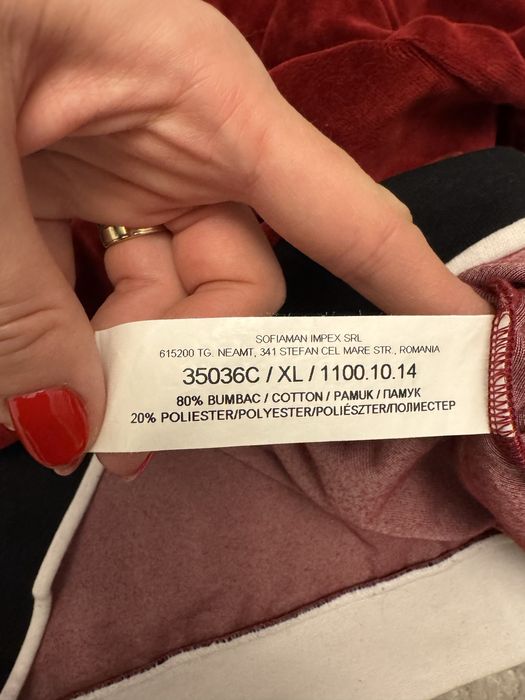 SOFIAMAN IMPEX SRL
615200 TG. NEAMT, 341 STEFAN CEL MARE STR., ROMANIA
35036C / XL / 1100.10.14
80% BUMBAC / COTTON / PAMUK / ПАМУК
20% POLIESTER/POLYESTER/POLIÉSZTER/ПОЛИЕСТЕР